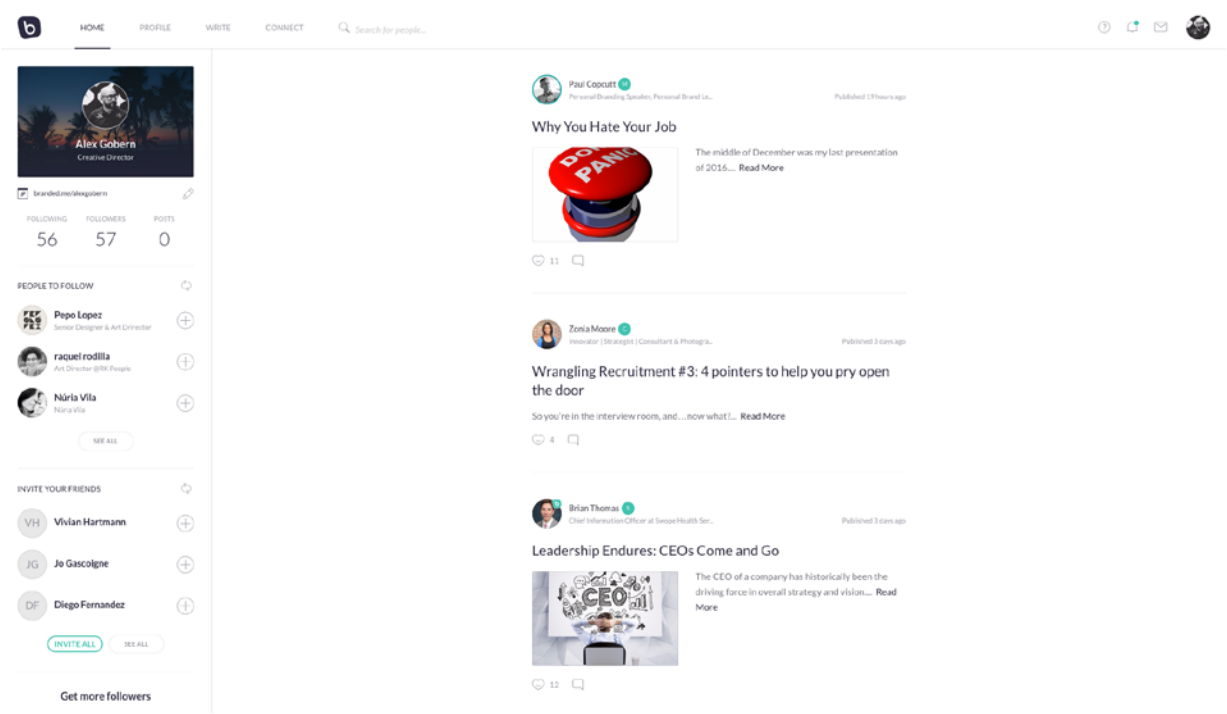 b
HOME PROFILE WRITE CONNECT Search for people...
Alex Gobern
Creative Director
branded.me/alexgobern
FOLLOWING FOLLOWERS POSTS
56 57 0
PEOPLE TO FOLLOW
Pepo Lopez
Senior Designer & Art Dirrector
raquel rodilla
Art Director @RK People
Núria Vila
Núria Vila
SEE ALL
INVITE YOUR FRIENDS
VH Vivian Hartmann
JG Jo Gascoigne
DF Diego Fernandez
INVITE ALL SEE ALL
Get more followers
Paul Copcutt
Personal Branding Speaker, Personal Brand Le...
Published 19 hours ago
Why You Hate Your Job
DON'T
PANIC
The middle of December was my last presentation
of 2016.... Read More
11
Zonia Moore
Innovator | Strategist | Consultant & Photogra...
Published 3 days ago
Wrangling Recruitment #3: 4 pointers to help you pry open
the door
So you're in the interview room, and...now what?... Read More
4
Brian Thomas
Chief Information Officer at Swope Health Ser...
Published 3 days ago
Leadership Endures: CEOs Come and Go
CEO
The CEO of a company has historically been the
driving force in overall strategy and vision.... Read
More